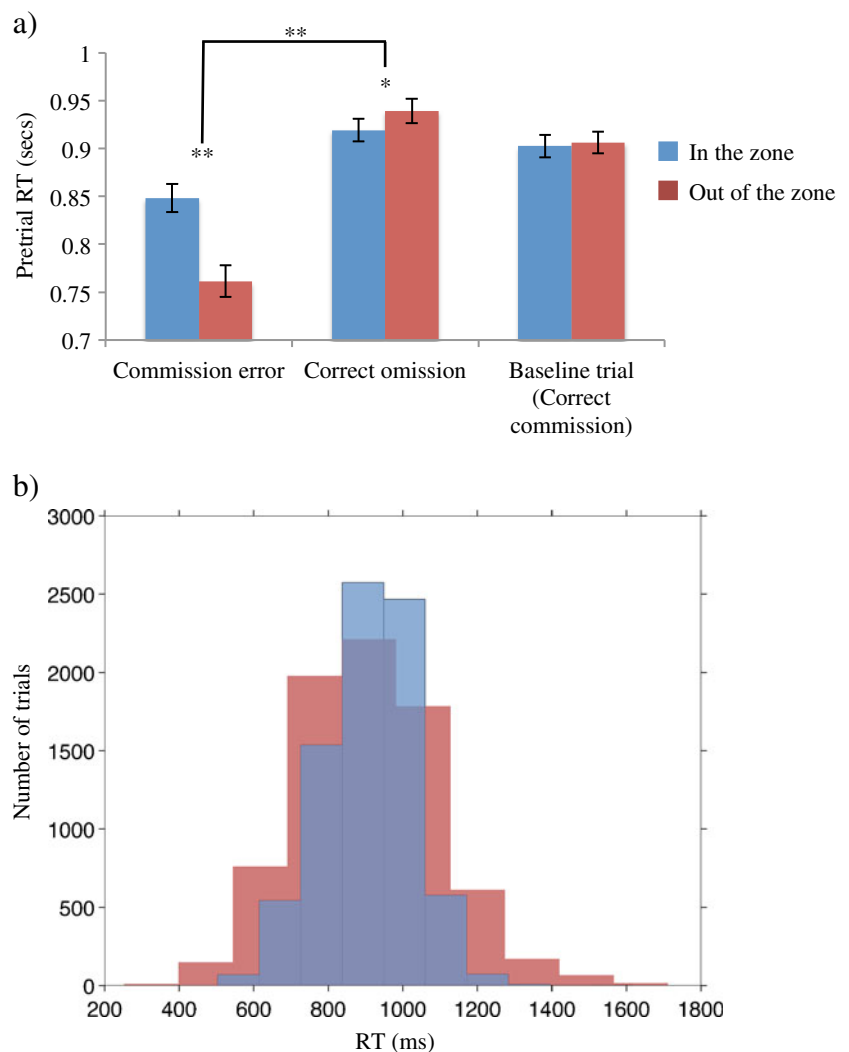 a)
**
1
*
0.95
**
0.9
In the zone
0.85
Out of the zone
0.8
0.75
0.7
Pretrial RT (secs)
Commission error
Correct omission
Baseline trial
(Correct
commission)
b)
3000
2500
2000
1500
1000
500
0
Number of trials
200
400
600
800
1000
1200
1400
1600
1800
RT (ms)